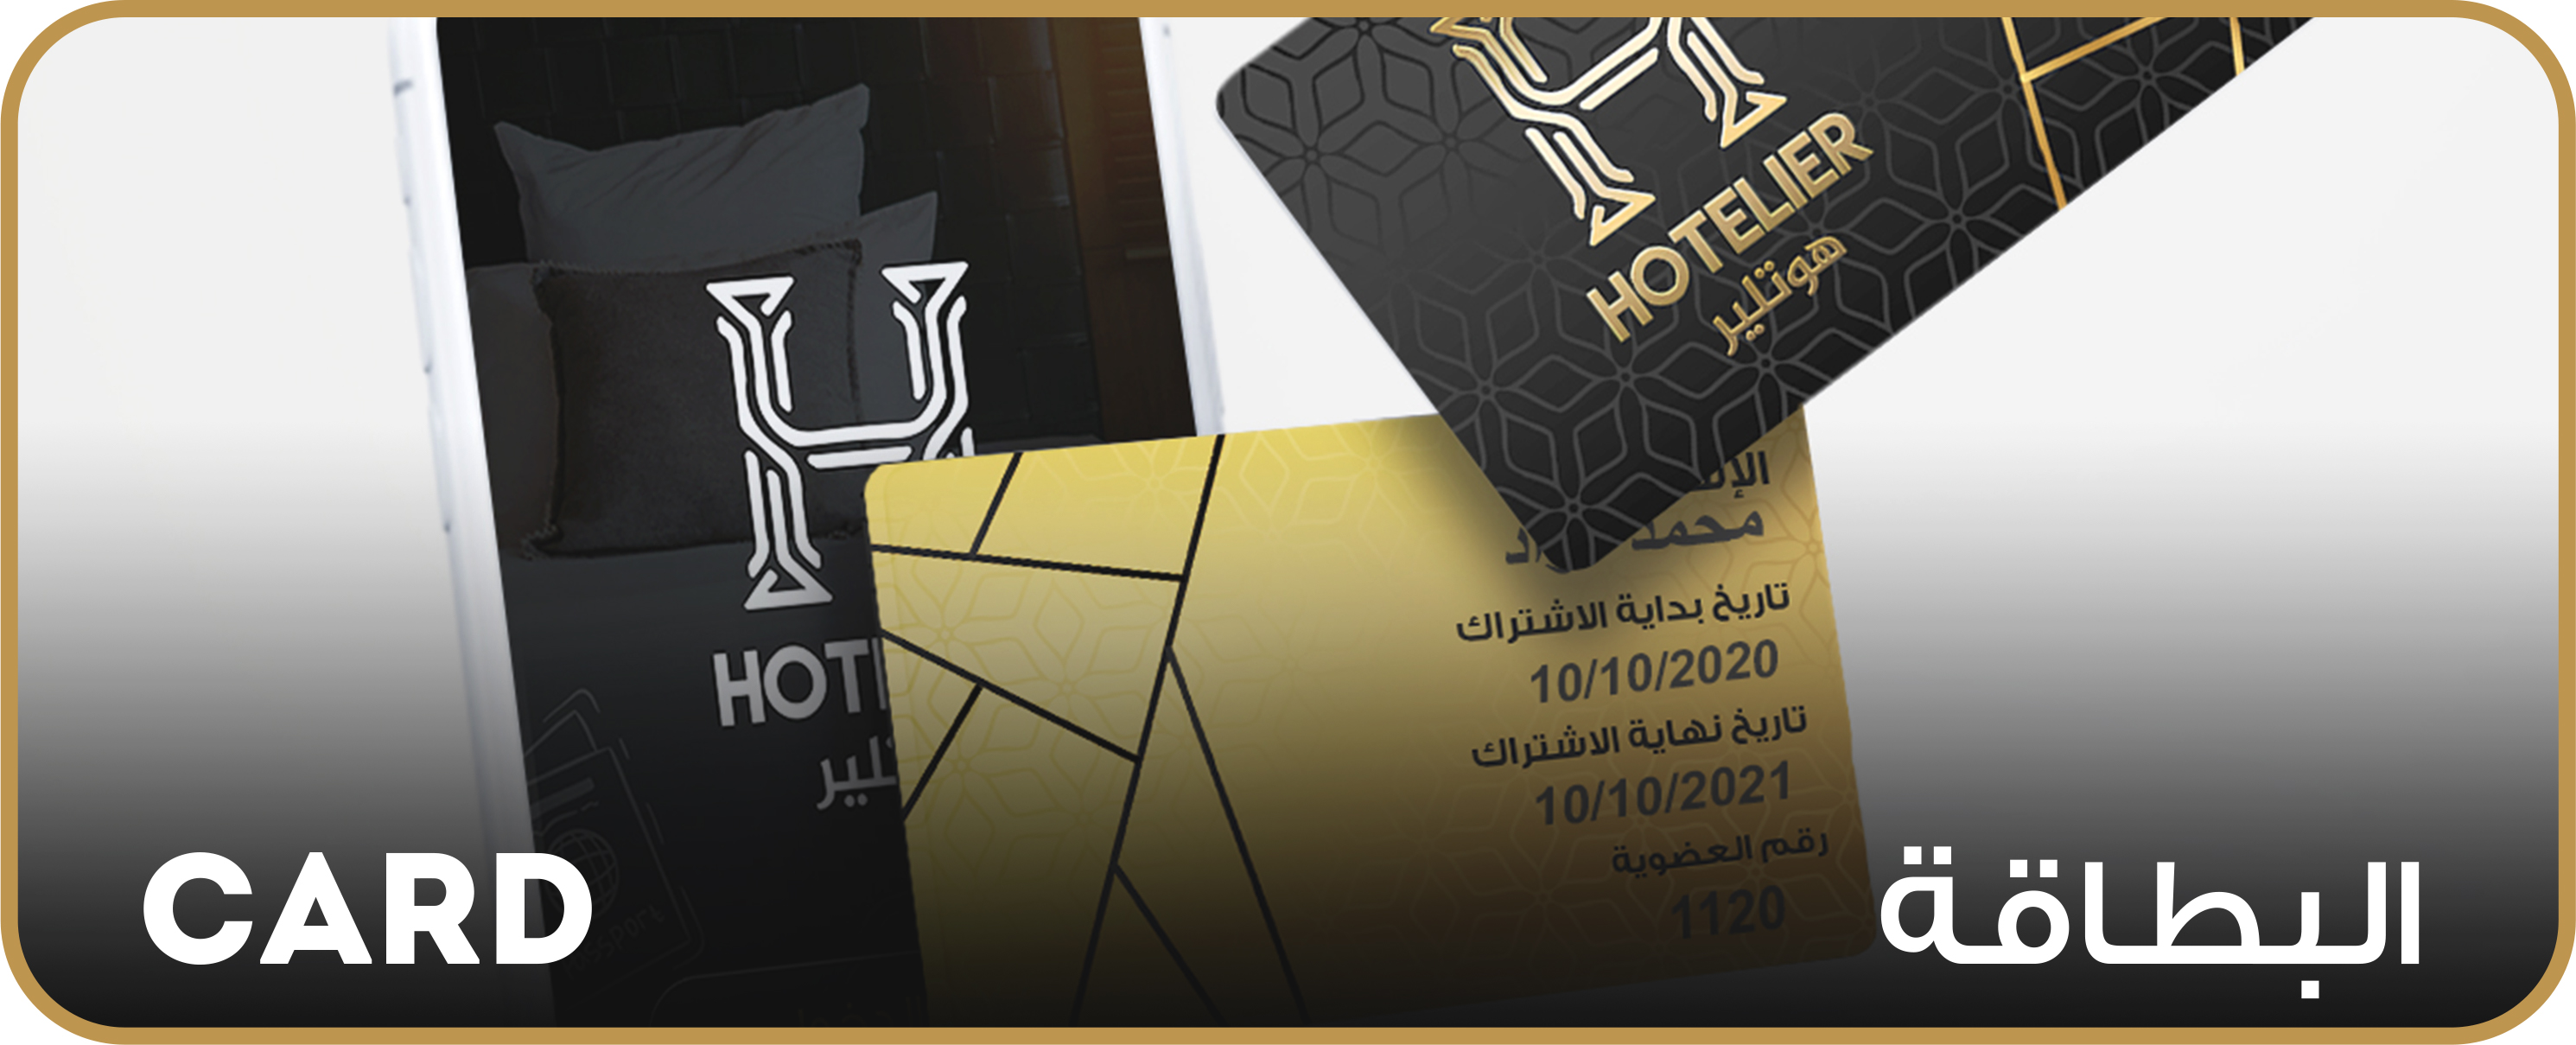 HOTELIER
هوتلير
محمد
تاريخ بداية الاشتراك
10/10/2020
تاريخ نهاية الاشتراك
10/10/2021
رقم العضوية
1120
CARD
البطاقة